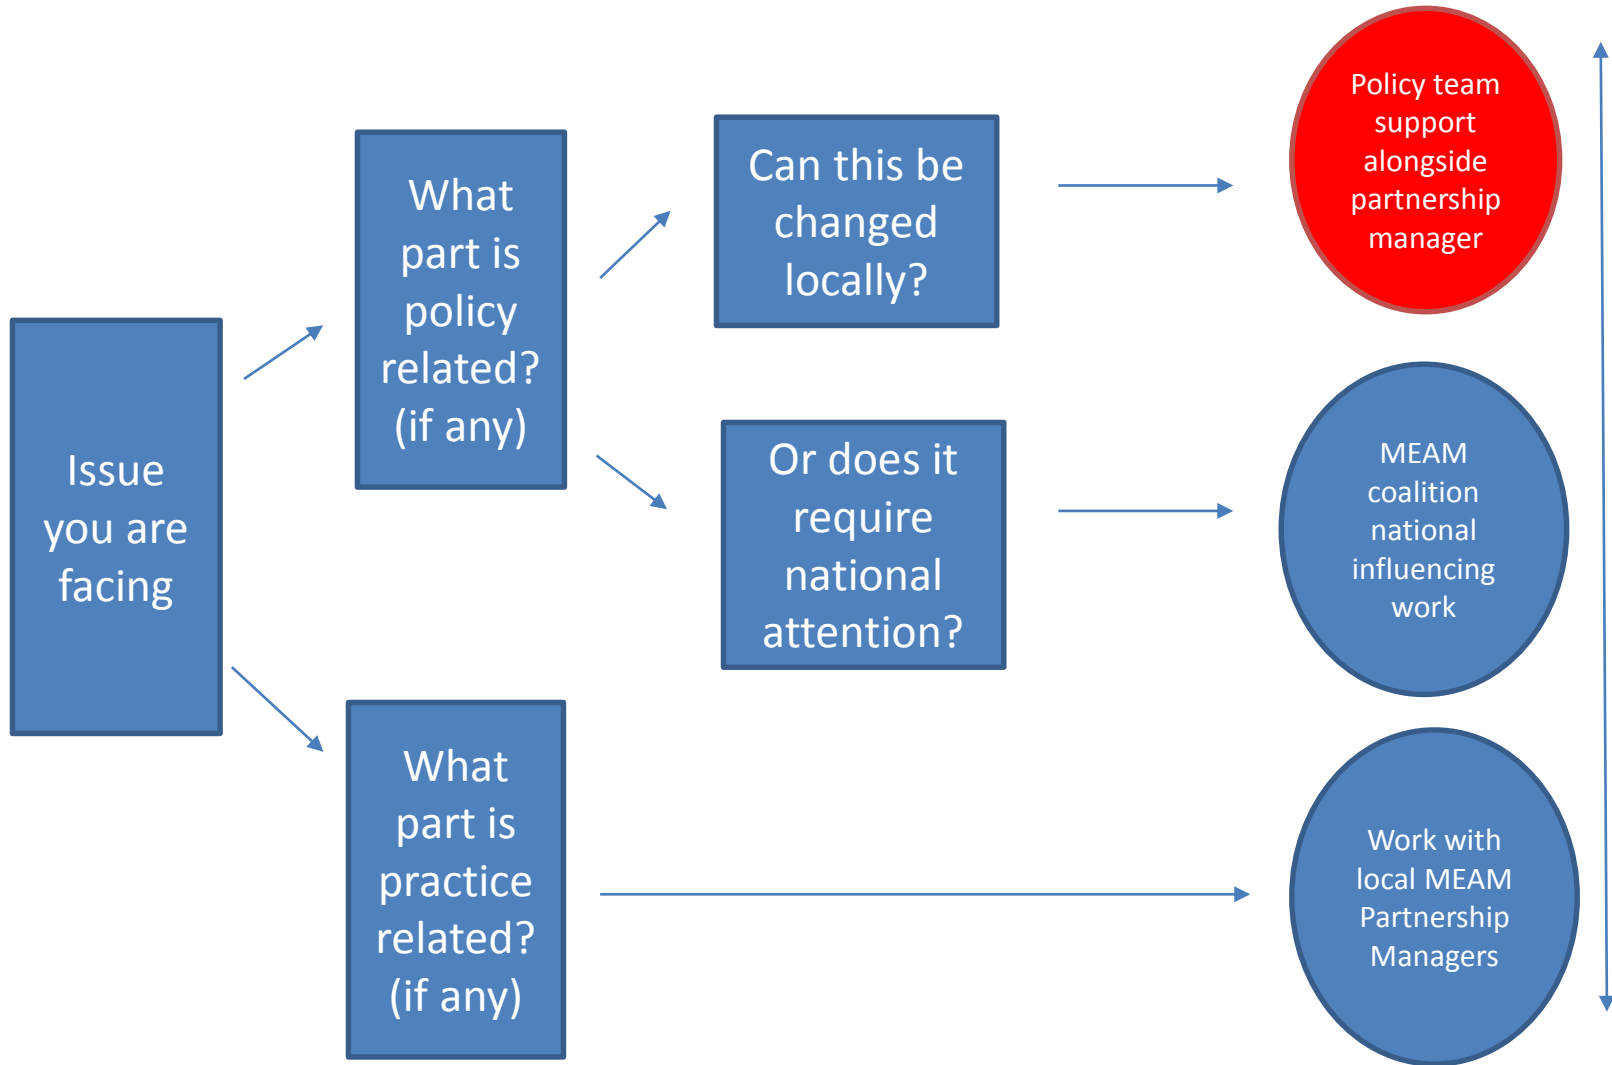 Issue
you are
facing
What
part is
policy
related?
(if any)
What
part is
practice
related?
(if any)
Can this be
changed
locally?
Or does it
require
national
attention?
Policy team
support
alongside
partnership
manager
MEAM
coalition
national
influencing
work
Work with
local MEAM
Partnership
Managers